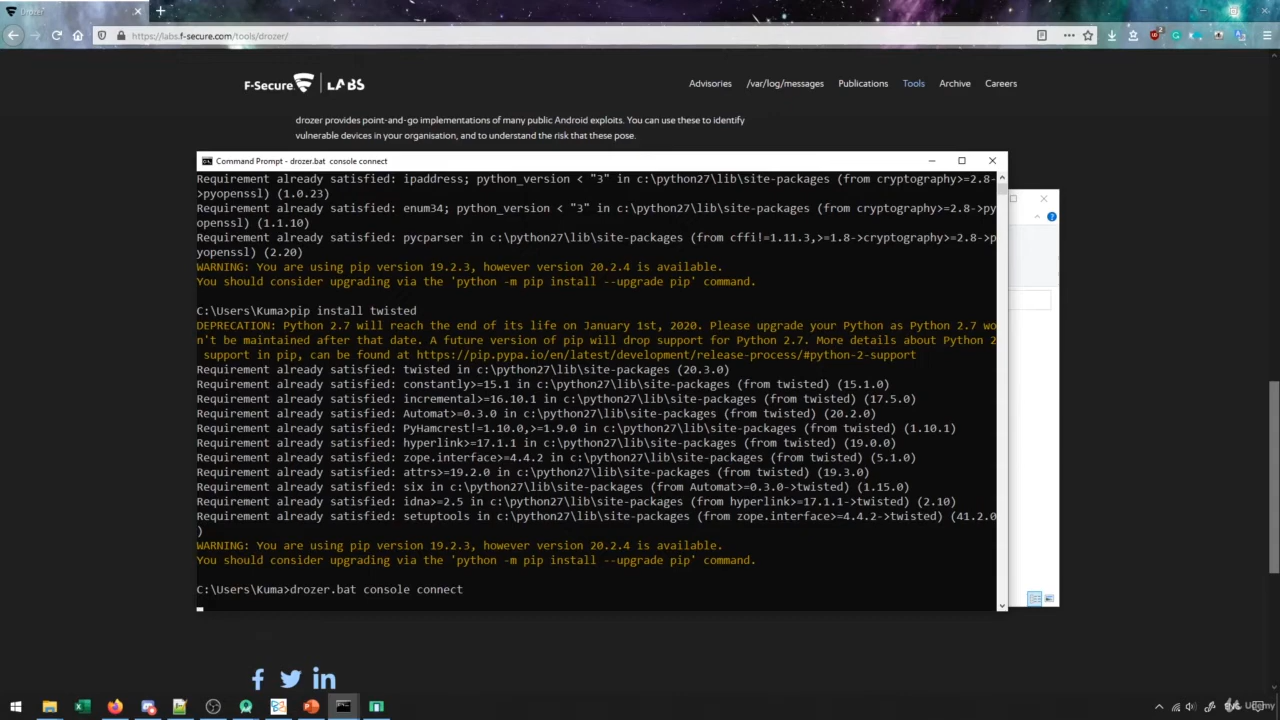 Drozer
https://labs.f-secure.com/tools/drozer/
F-Secure. LABS
Advisories /var/log/messages Publications Tools Archive Careers
drozer provides point-and-go implementations of many public Android exploits. You can use these to identify
vulnerable devices in your organisation, and to understand the risk that these pose.
Command Prompt - drozer.bat console connect
Requirement already satisfied: ipaddress; python_version < "3" in c:\python27\lib\site-packages (from cryptography>=2.8-
>pyopenssl) (1.0.23)
Requirement already satisfied: enum34; python_version < "3" in c:\python27\lib\site-packages (from cryptography>=2.8->py
openssl) (1.1.10)
Requirement already satisfied: pycparser in c:\python27\lib\site-packages (from cffi!=1.11.3,>=1.8->cryptography>=2.8->p
yopenssl) (2.20)
WARNING: You are using pip version 19.2.3, however version 20.2.4 is available.
You should consider upgrading via the 'python -m pip install --upgrade pip' command.
C:\Users\Kuma>pip install twisted
DEPRECATION: Python 2.7 will reach the end of its life on January 1st, 2020. Please upgrade your Python as Python 2.7 wo
n't be maintained after that date. A future version of pip will drop support for Python 2.7. More details about Python 2
support in pip, can be found at https://pip.pypa.io/en/latest/development/release-process/#python-2-support
Requirement already satisfied: twisted in c:\python27\lib\site-packages (20.3.0)
Requirement already satisfied: constantly>=15.1 in c:\python27\lib\site-packages (from twisted) (15.1.0)
Requirement already satisfied: incremental>=16.10.1 in c:\python27\lib\site-packages (from twisted) (17.5.0)
Requirement already satisfied: Automat>=0.3.0 in c:\python27\lib\site-packages (from twisted) (20.2.0)
Requirement already satisfied: PyHamcrest!=1.10.0,>=1.9.0 in c:\python27\lib\site-packages (from twisted) (1.10.1)
Requirement already satisfied: hyperlink>=17.1.1 in c:\python27\lib\site-packages (from twisted) (19.0.0)
Requirement already satisfied: zope.interface>=4.4.2 in c:\python27\lib\site-packages (from twisted) (5.1.0)
Requirement already satisfied: attrs>=19.2.0 in c:\python27\lib\site-packages (from twisted) (19.3.0)
Requirement already satisfied: six in c:\python27\lib\site-packages (from Automat>=0.3.0->twisted) (1.15.0)
Requirement already satisfied: idna>=2.5 in c:\python27\lib\site-packages (from hyperlink>=17.1.1->twisted) (2.10)
Requirement already satisfied: setuptools in c:\python27\lib\site-packages (from zope.interface>=4.4.2->twisted) (41.2.0
)
WARNING: You are using pip version 19.2.3, however version 20.2.4 is available.
You should consider upgrading via the 'python -m pip install --upgrade pip' command.
C:\Users\Kuma>drozer.bat console connect
Udemy